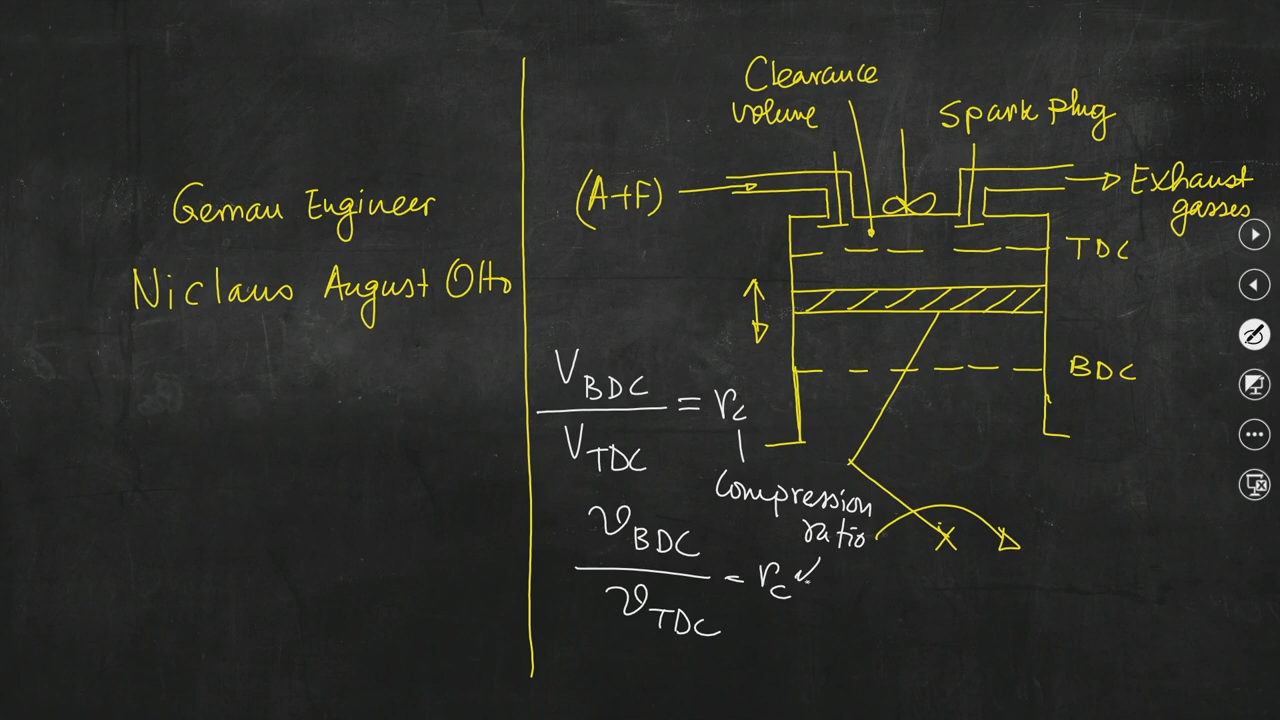 German Engineer
Niclaus August Otto
Clearance
volume
Spark plug
(A+F)
Exhaust
gases
TDC
BDC
V_BDC / V_TDC = r_c
Compression
ratio
v_BDC / v_TDC = r_c ✓